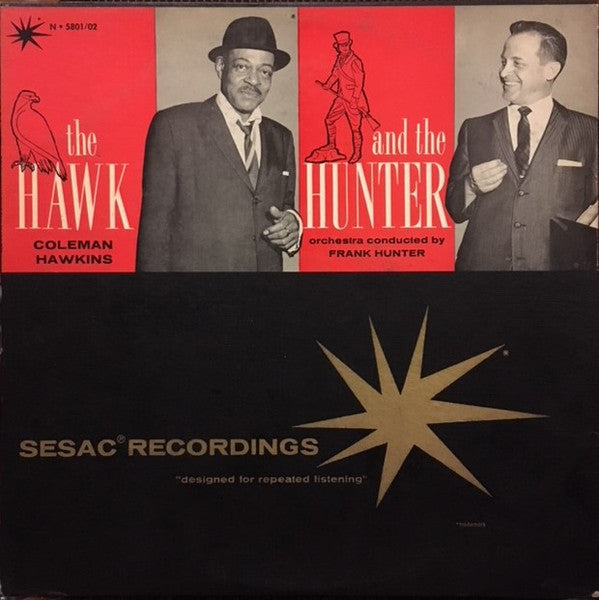 N • 5801/02
the
HAWK
COLEMAN
HAWKINS
and the
HUNTER
orchestra conducted by
FRANK HUNTER
®
SESAC® RECORDINGS
"designed for repeated listening"
*trademark